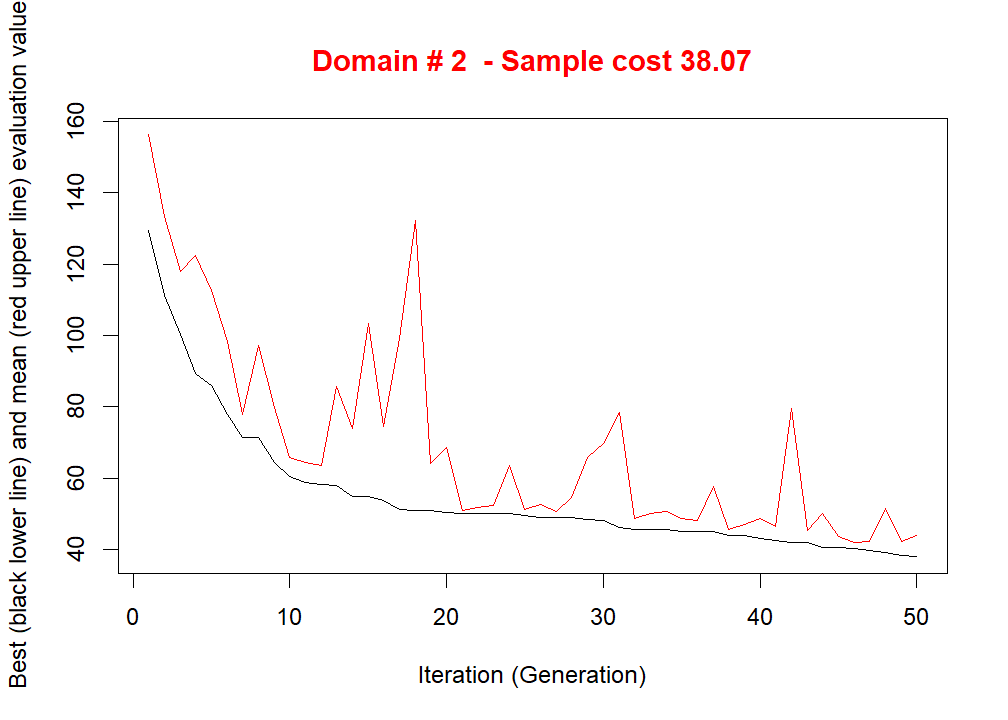 Domain # 2  - Sample cost 38.07
Best (black lower line) and mean (red upper line) evaluation value
160
140
120
100
80
60
40
0 10 20 30 40 50
Iteration (Generation)